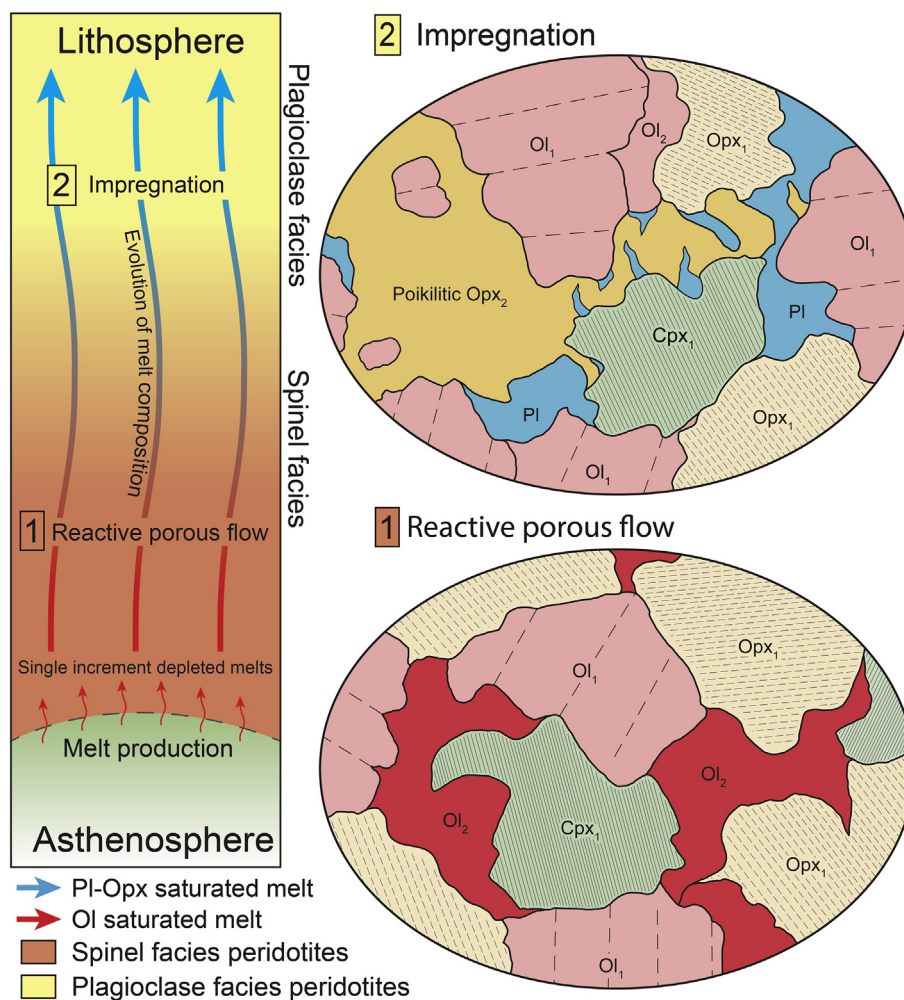 Lithosphere
2 Impregnation
Evolution of melt composition
1 Reactive porous flow
Single increment depleted melts
Melt production
Asthenosphere
Plagioclase facies
Spinel facies
Pl-Opx saturated melt
Ol saturated melt
Spinel facies peridotites
Plagioclase facies peridotites
2 Impregnation
Ol₁
Ol₂
Opx₁
Ol₁
Poikilitic Opx₂
Cpx₁
Pl
Pl
Opx₁
Ol₁
1 Reactive porous flow
Ol₁
Opx₁
Ol₂
Ol₂
Cpx₁
Opx₁
Ol₁